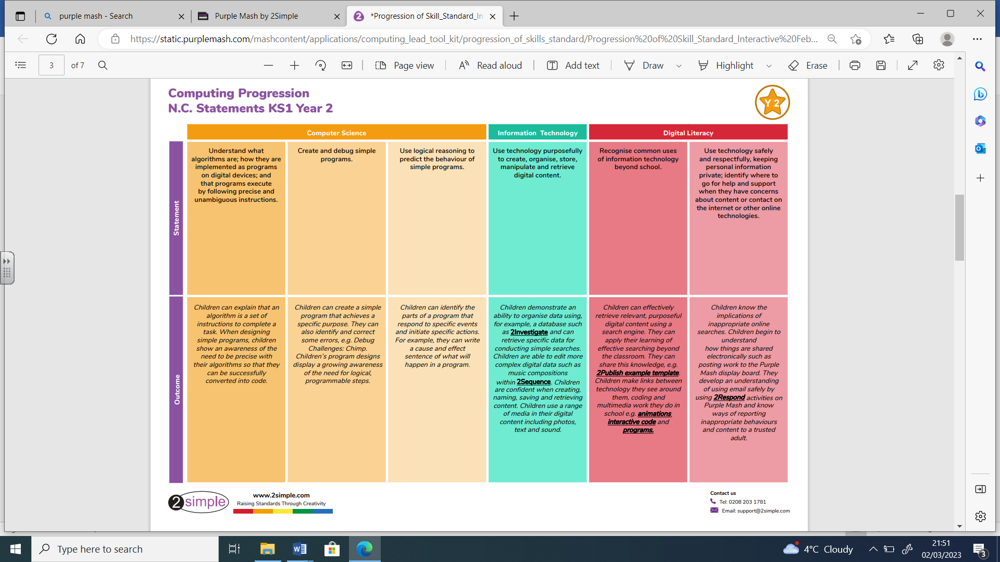 purple mash - Search
Purple Mash by 2Simple
*Progression of Skill_Standard_In
https://static.purplemash.com/mashcontent/applications/computing_lead_tool_kit/progression_of_skills_standard/Progression%20of%20Skill_Standard_Interactive%20Feb...
3 of 7
Page view
Read aloud
Add text
Draw
Highlight
Erase
Computing Progression
N.C. Statements KS1 Year 2
Y 2
Computer Science
Information Technology
Digital Literacy
Statement
Understand what
algorithms are; how they are
implemented as programs
on digital devices; and
that programs execute
by following precise and
unambiguous instructions.
Create and debug simple
programs.
Use logical reasoning to
predict the behaviour of
simple programs.
Use technology purposefully
to create, organise, store,
manipulate and retrieve
digital content.
Recognise common uses
of information technology
beyond school.
Use technology safely
and respectfully, keeping
personal information
private; identify where to
go for help and support
when they have concerns
about content or contact on
the internet or other online
technologies.
Outcome
Children can explain that an
algorithm is a set of
instructions to complete a
task. When designing
simple programs, children
show an awareness of the
need to be precise with
their algorithms so that they
can be successfully
converted into code.
Children can create a simple
program that achieves a
specific purpose. They can
also identify and correct
some errors, e.g. Debug
Challenges: Chimp.
Children's program designs
display a growing awareness
of the need for logical,
programmable steps.
Children can identify the
parts of a program that
respond to specific events
and initiate specific actions.
For example, they can write
a cause and effect
sentence of what will
happen in a program.
Children demonstrate an
ability to organise data using,
for example, a database such
as 2Investigate and can
retrieve specific data for
conducting simple searches.
Children are able to edit more
complex digital data such as
music compositions
within 2Sequence. Children
are confident when creating,
naming, saving and retrieving
content. Children use a range
of media in their digital
content including photos,
text and sound.
Children can effectively
retrieve relevant, purposeful
digital content using a
search engine. They can
apply their learning of
effective searching beyond
the classroom. They can
share this knowledge, e.g.
2Publish example template.
Children make links between
technology they see around
them, coding and
multimedia work they do in
school e.g. animations,
interactive code and
programs.
Children know the
implications of
inappropriate online
searches. Children begin to
understand
how things are shared
electronically such as
posting work to the Purple
Mash display board. They
develop an understanding
of using email safely by
using 2Respond activities on
Purple Mash and know
ways of reporting
inappropriate behaviours
and content to a trusted
adult.
2simple
www.2simple.com
Raising Standards Through Creativity
Contact us
Tel: 0208 203 1781
Email: support@2simple.com
Type here to search
4°C Cloudy
21:51
02/03/2023
3